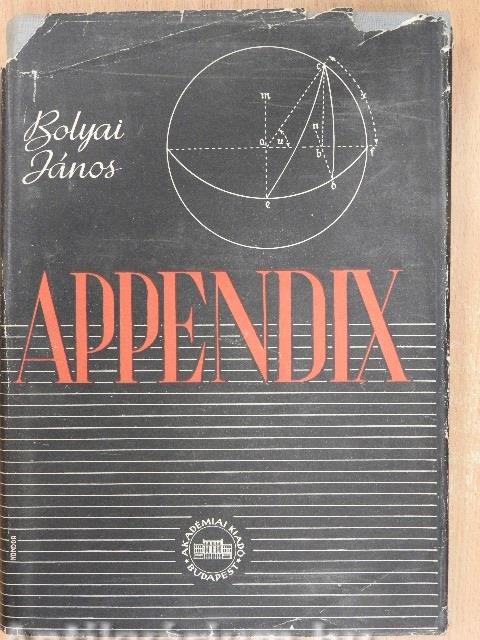 Bolyai
János
c
m
n
a
u
b
f
d
e
APPENDIX
AKADÉMIAI KIADÓ
BUDAPEST